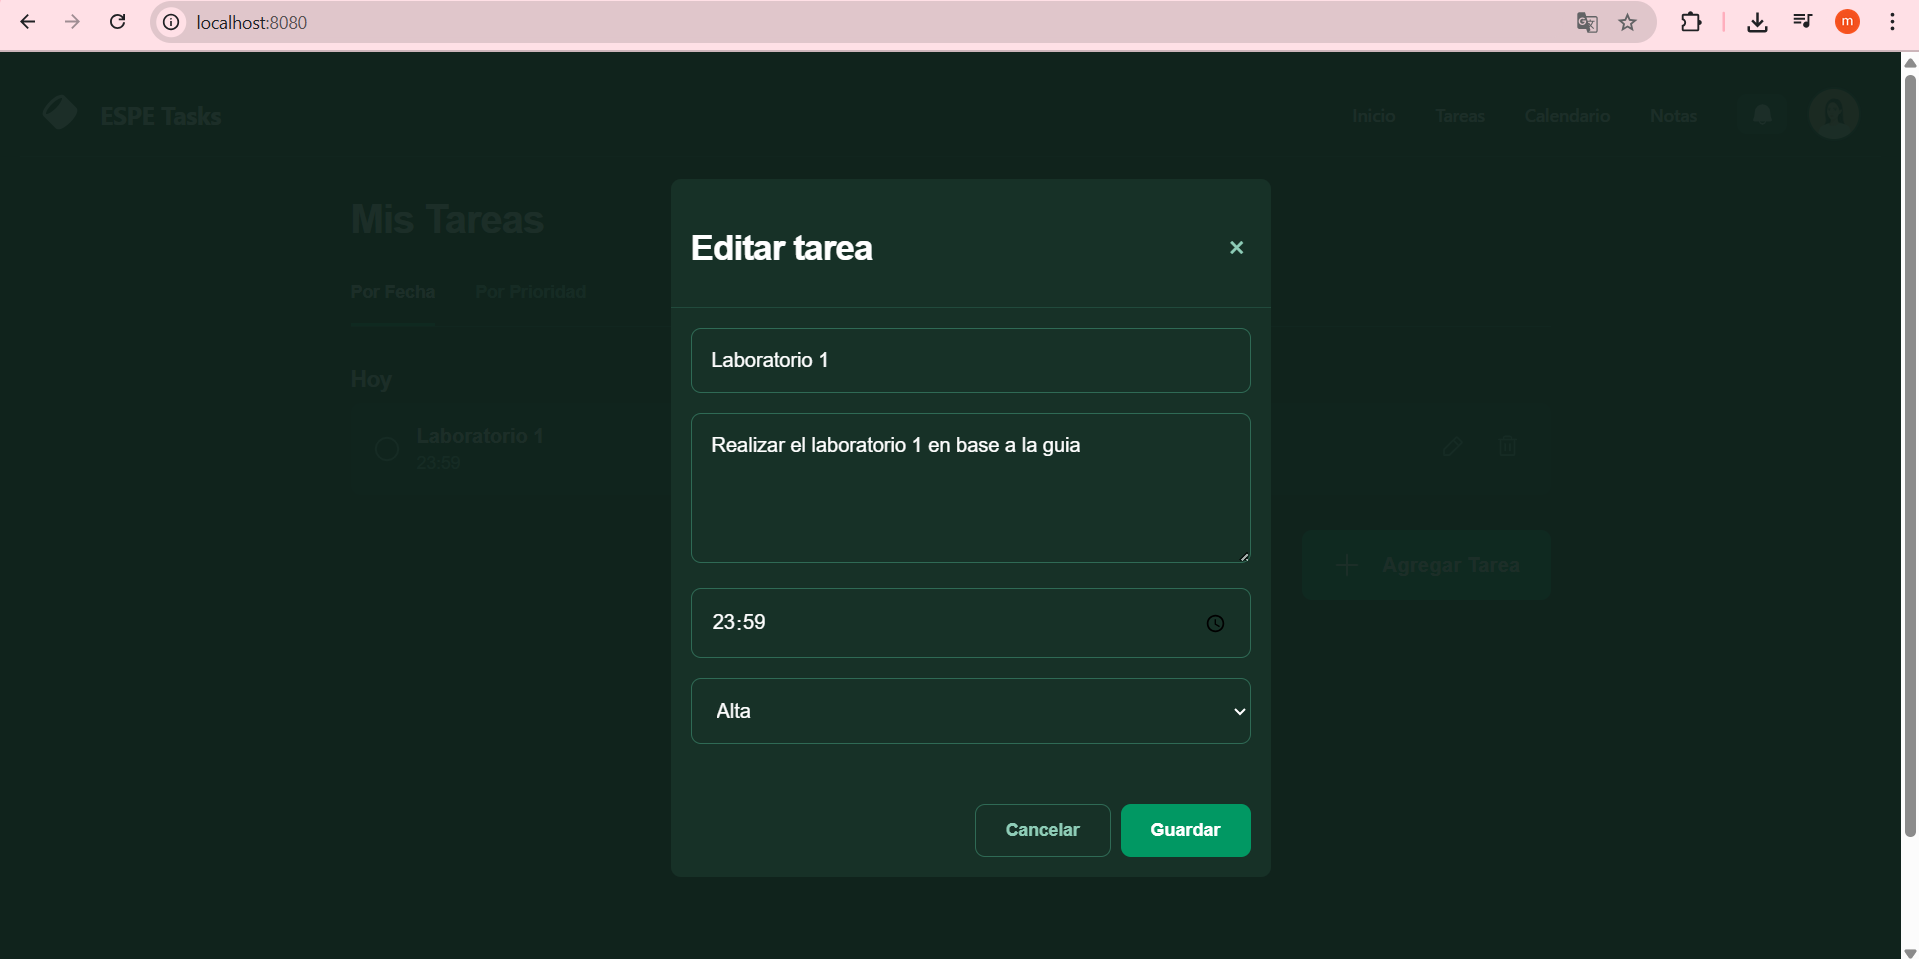 localhost:8080
m
ESPE Tasks
Inicio
Tareas
Calendario
Notas
Mis Tareas
Por Fecha
Por Prioridad
Hoy
Laboratorio 1
23:59
Agregar Tarea
Editar tarea
×
Laboratorio 1
Realizar el laboratorio 1 en base a la guia
23:59
Alta
Cancelar
Guardar